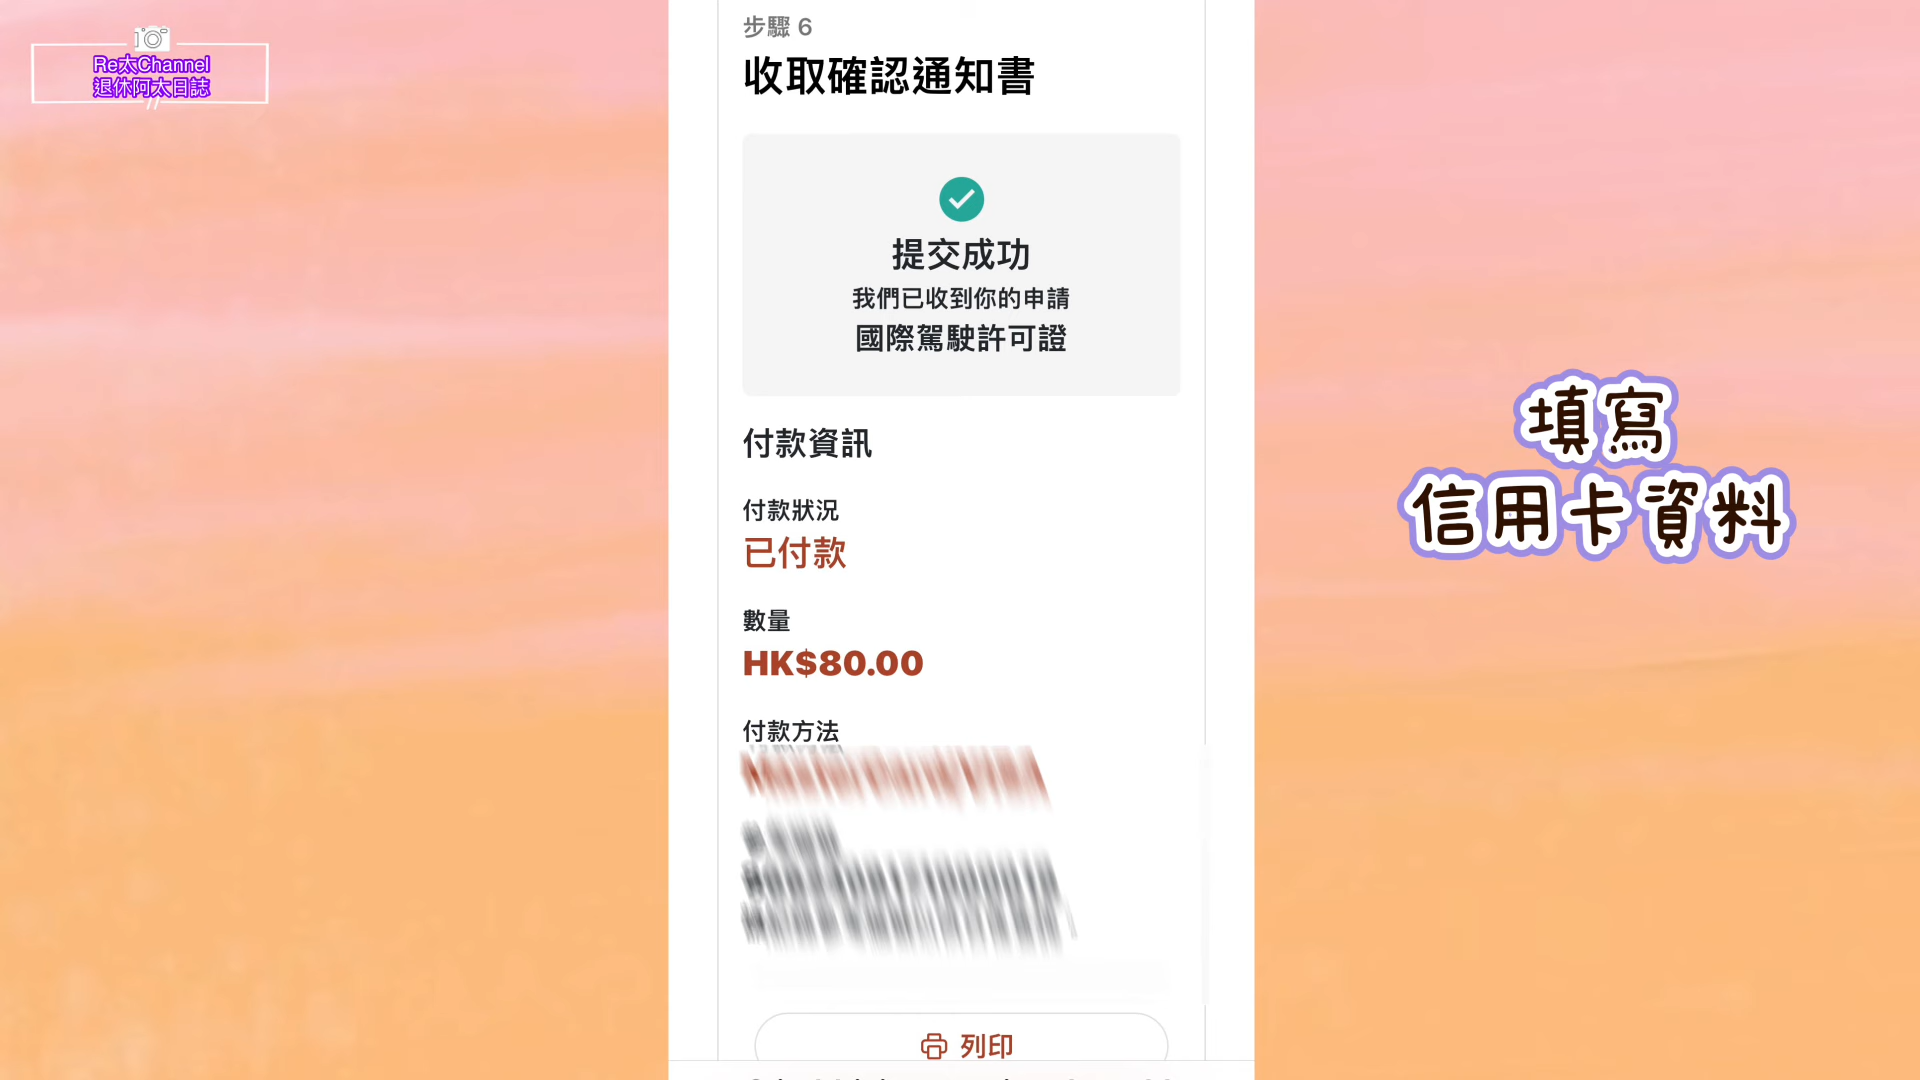 Re太Channel
退休阿太日誌
步驟 6
收取確認通知書
提交成功
我們已收到你的申請
國際駕駛許可證
付款資訊
付款狀況
已付款
數量
HK$80.00
付款方法
列印
填寫
信用卡資料